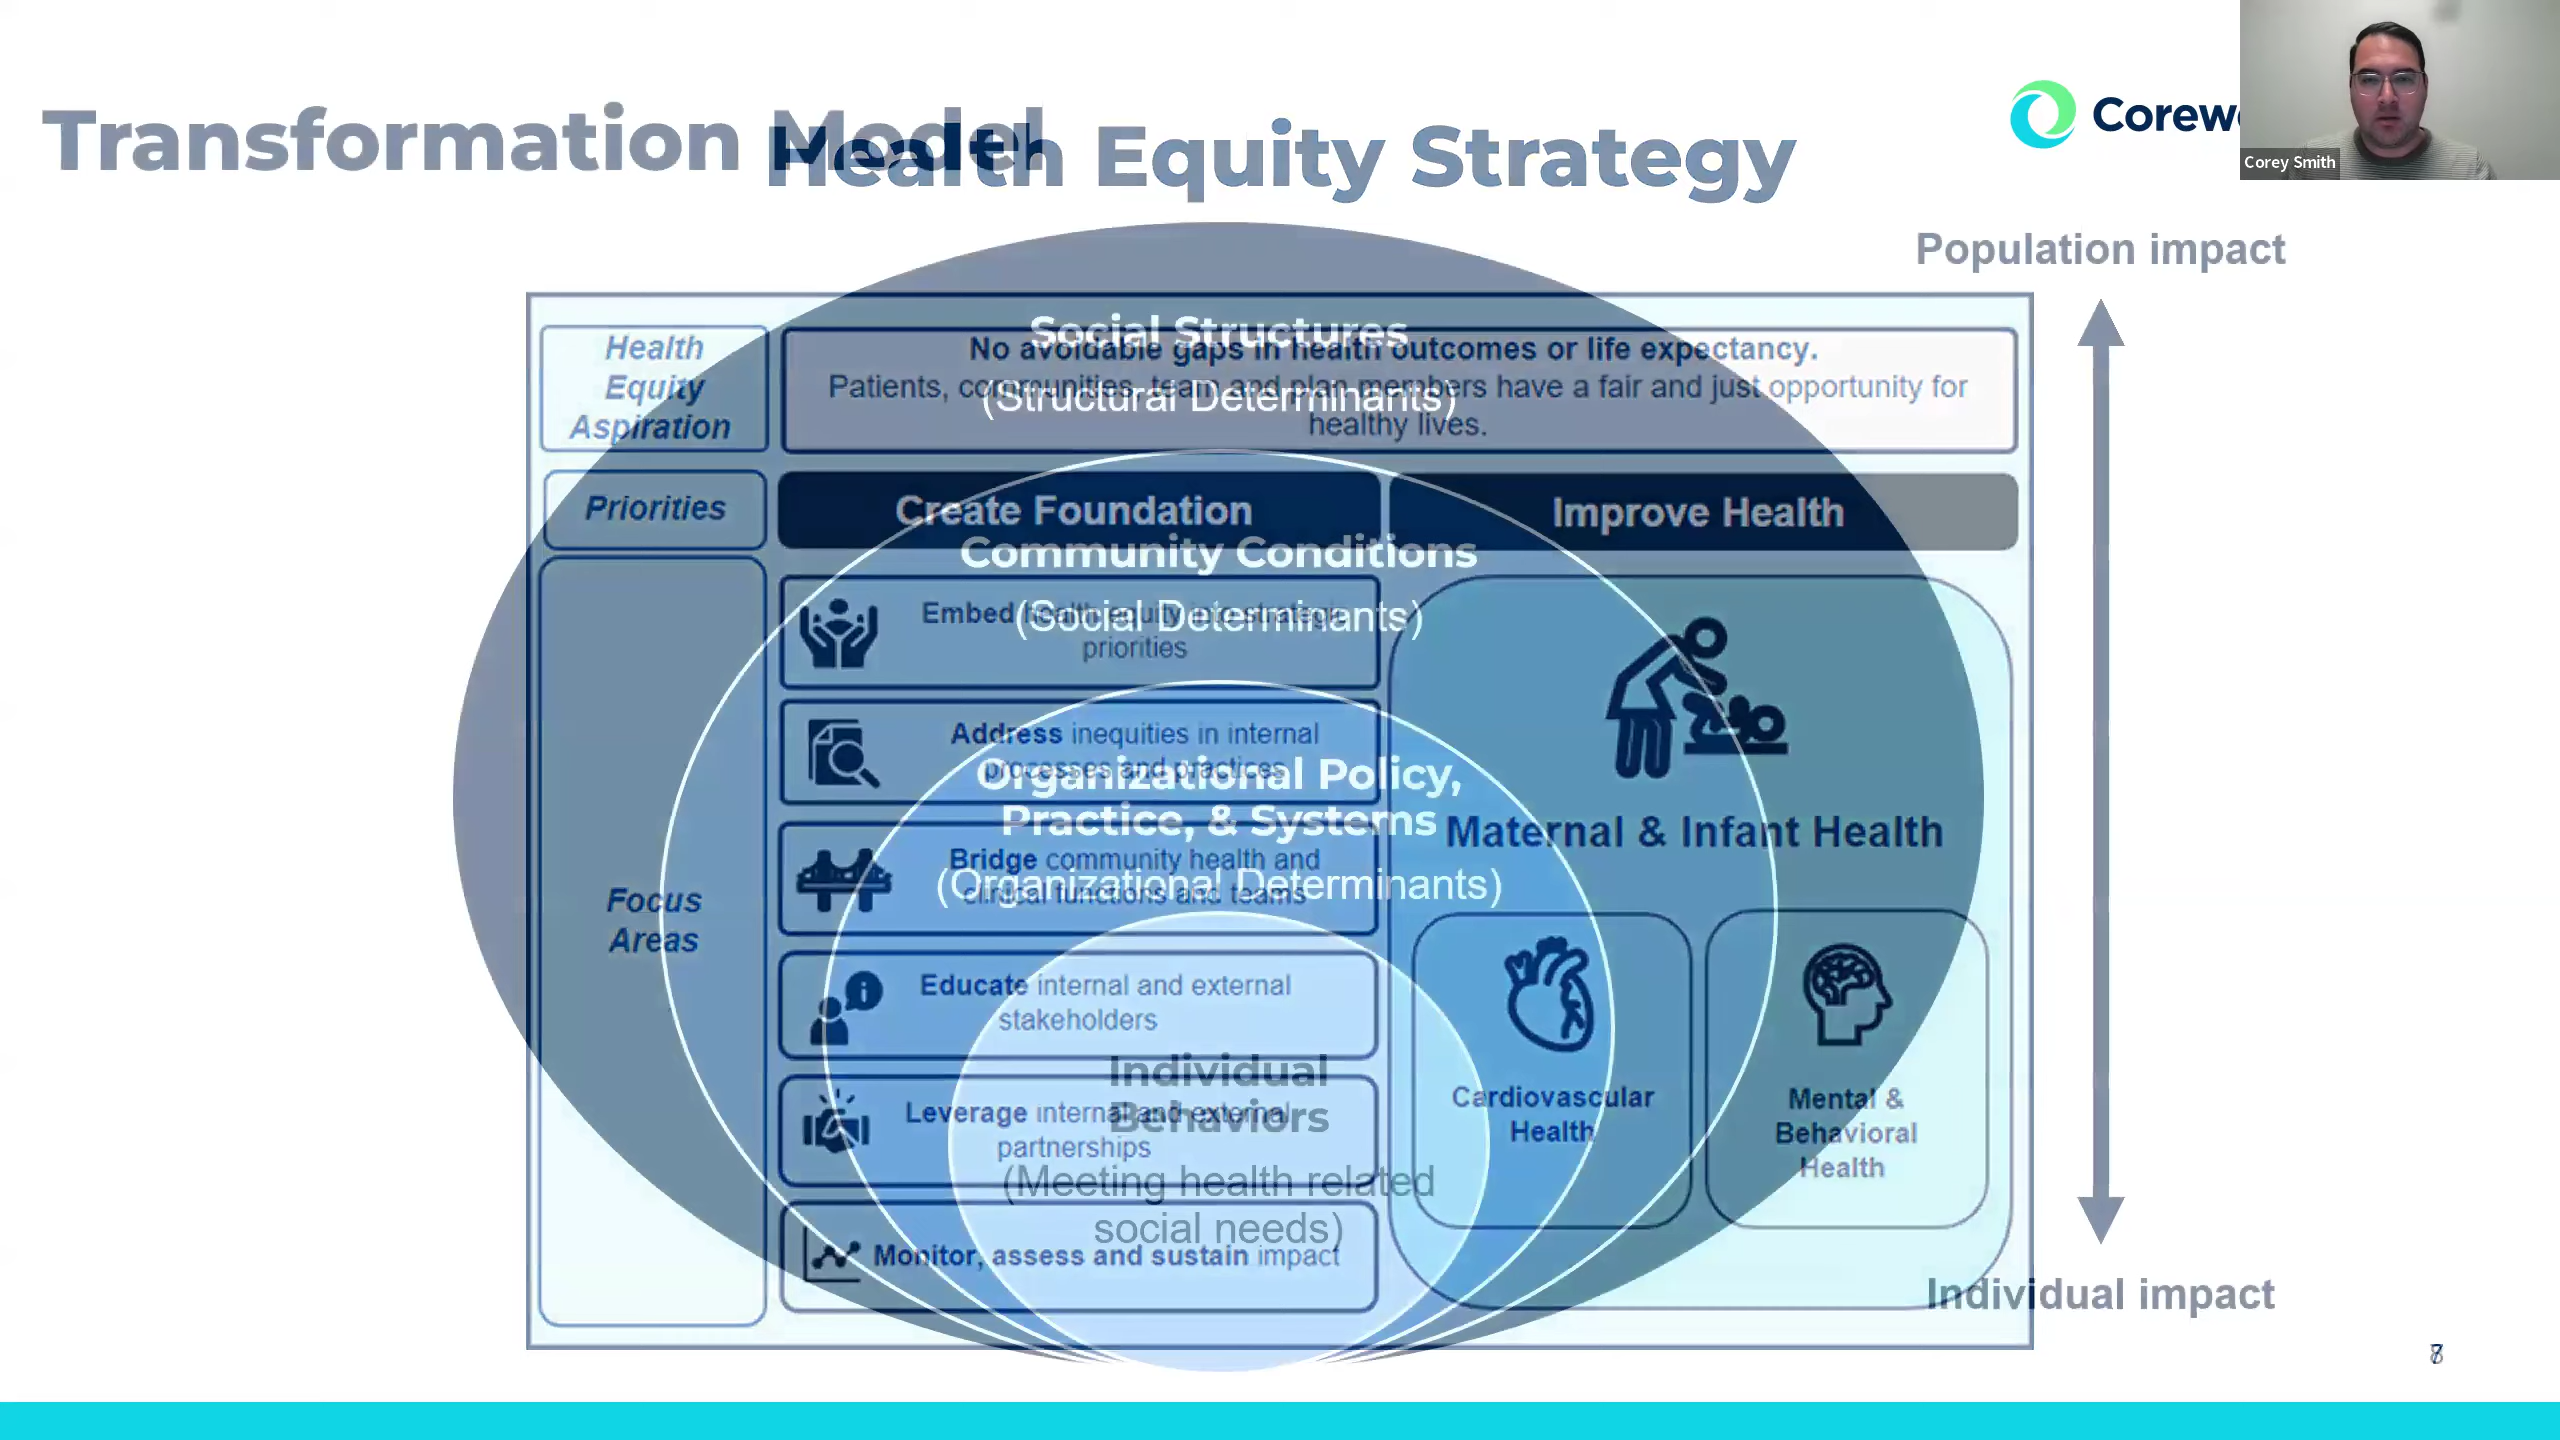 Transformation Model
Health Equity Strategy
Corew
Corey Smith
Population impact
Health
Equity
Aspiration
Social Structures
No avoidable gaps in health outcomes or life expectancy.
Patients, communities, team and plan members have a fair and just opportunity for
(Structural Determinants)
healthy lives.
Priorities
Create Foundation
Improve Health
Community Conditions
Embed health equity into strategic
(Social Determinants)
priorities
Address inequities in internal
processes and practices
Organizational Policy,
Practice, & Systems
Maternal & Infant Health
Bridge community health and
(Organizational Determinants)
clinical functions and teams
Focus
Areas
Educate internal and external
stakeholders
Individual
Behaviors
Leverage internal and external
partnerships
(Meeting health related
social needs)
Cardiovascular
Health
Mental &
Behavioral
Health
Monitor, assess and sustain impact
Individual impact
7
8